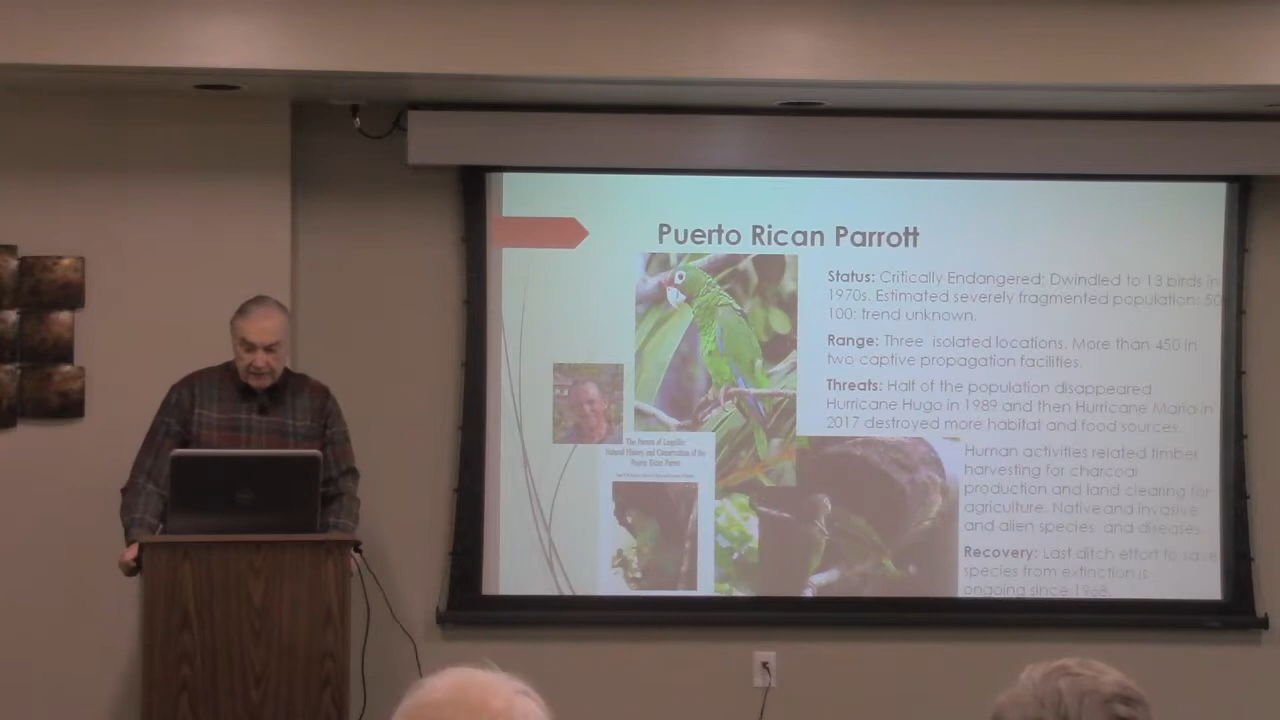 Puerto Rican Parrott
Status: Critically Endangered: Dwindled to 13 birds in
1970s. Estimated severely fragmented population: 50
100: trend unknown.
Range: Three isolated locations. More than 450 in
two captive propagation facilities.
Threats: Half of the population disappeared
Hurricane Hugo in 1989 and then Hurricane Maria in
2017 destroyed more habitat and food sources.
Human activities related timber
harvesting for charcoal
production and land clearing for
agriculture. Native and invasive
and alien species and diseases.
Recovery: Last ditch effort to save
species from extinction is
ongoing since 1968.
The Parrots of Luquillo:
Natural History and Conservation of the
Puerto Rican Parrot